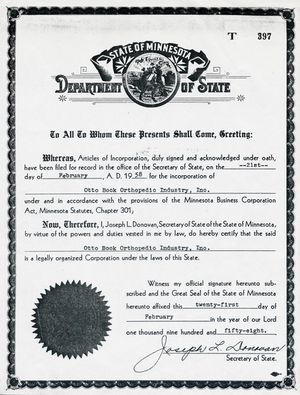 T 397
STATE OF MINNESOTA
DEPARTMENT OF STATE
To All To Whom These Presents Shall Come, Greeting:
Whereas, Articles of Incorporation, duly signed and acknowledged under oath,
have been filed for record in the office of the Secretary of State, on the --21st--
day of February, A. D. 1958 for the incorporation of
Otto Bock Orthopedic Industry, Inc.
under and in accordance with the provisions of the Minnesota Business Corporation
Act, Minnesota Statutes, Chapter 301;
Now, Therefore, I, Joseph L. Donovan, Secretary of State of the State of Minnesota,
by virtue of the powers and duties vested in me by law, do hereby certify that the said
Otto Bock Orthopedic Industry, Inc.
is a legally organized Corporation under the laws of this State.
Witness my official signature hereunto sub-
scribed and the Great Seal of the State of Minnesota
hereunto affixed this twenty-first day of
February in the year of our Lord
one thousand nine hundred and fifty-eight.
Joseph L. Donovan
Secretary of State.